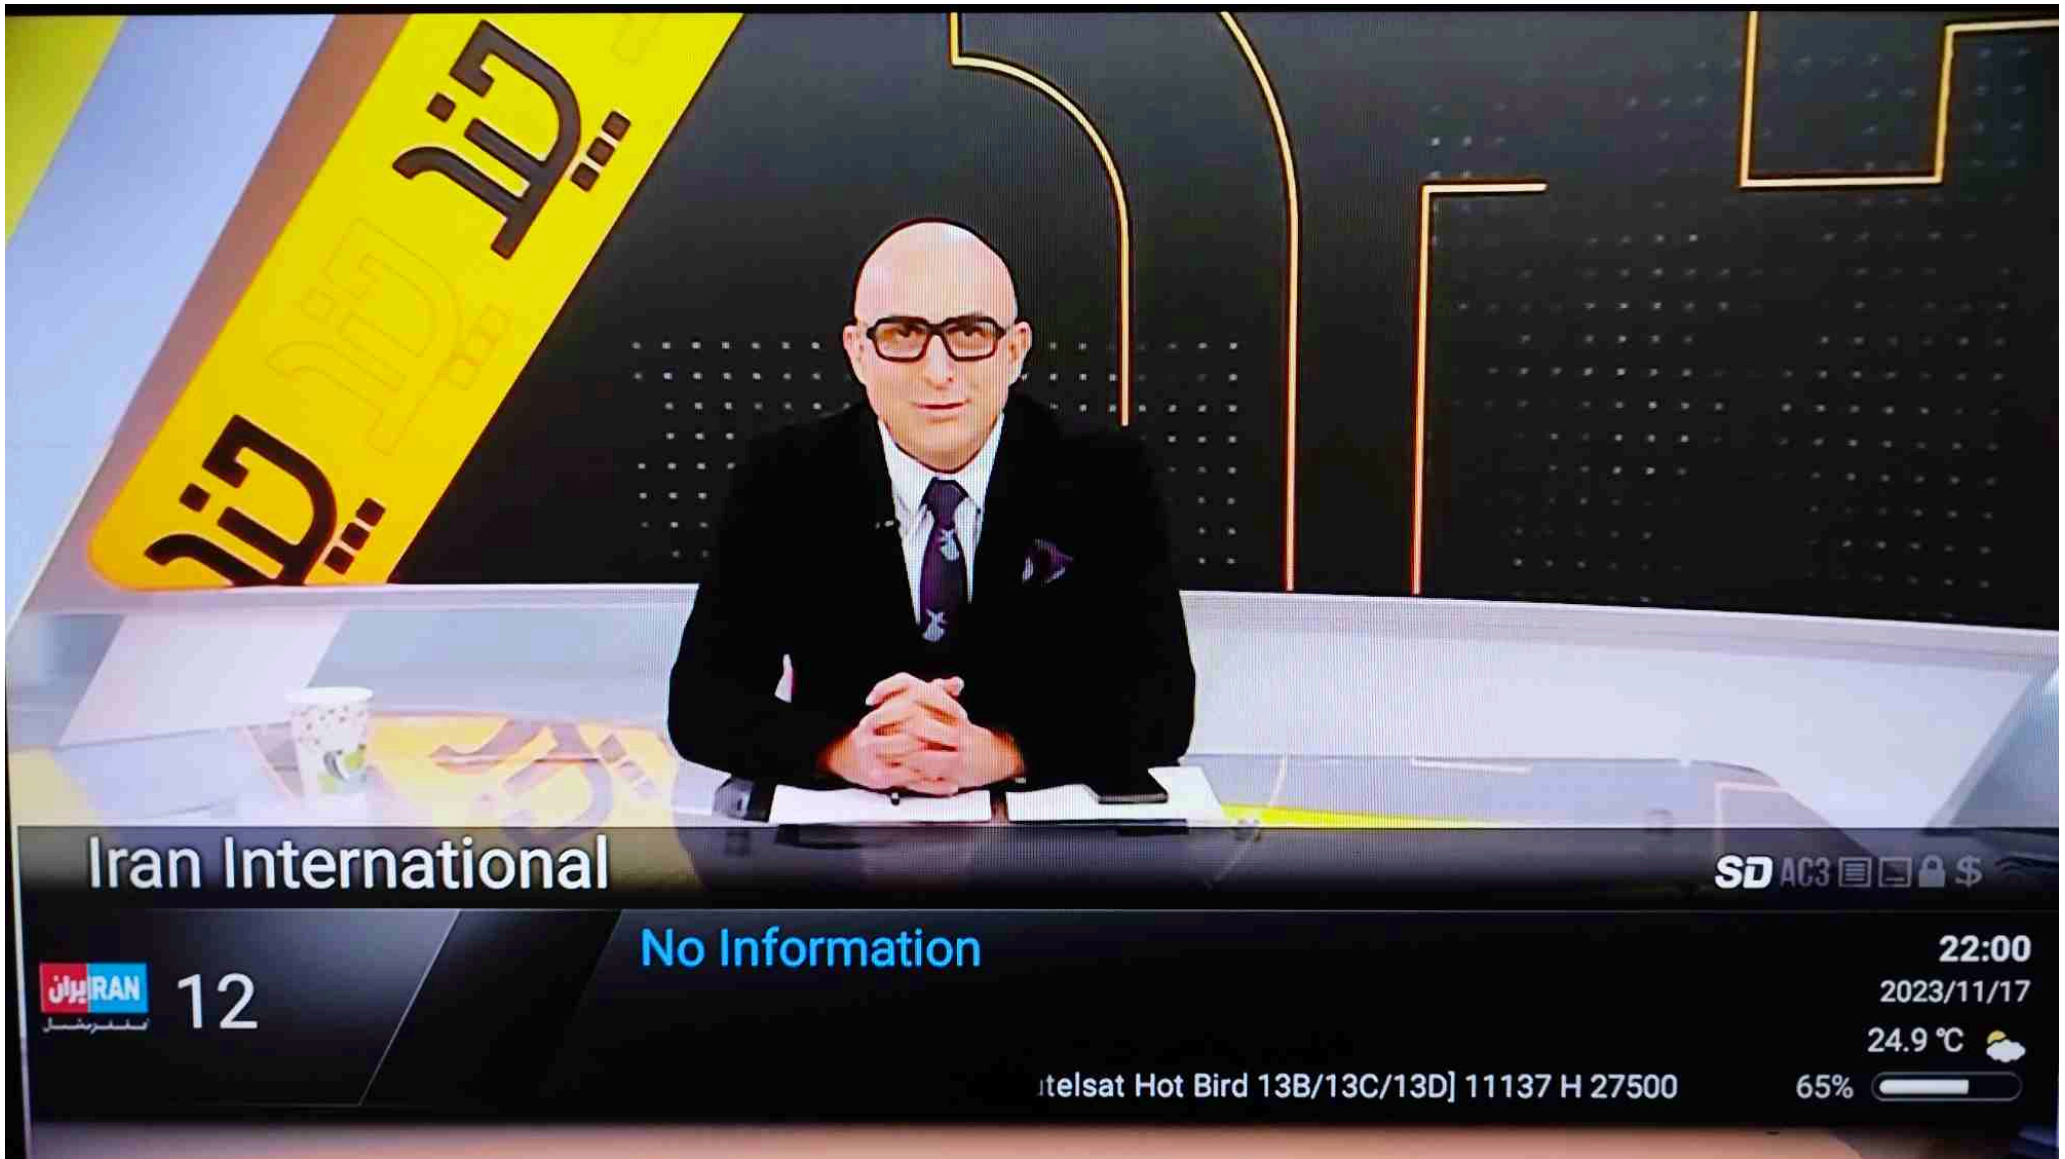 Iran International
SD AC3 $
ایران IRAN
اینترنشنال
12
No Information
22:00
2023/11/17
24.9 °C
telsat Hot Bird 13B/13C/13D] 11137 H 27500
65%